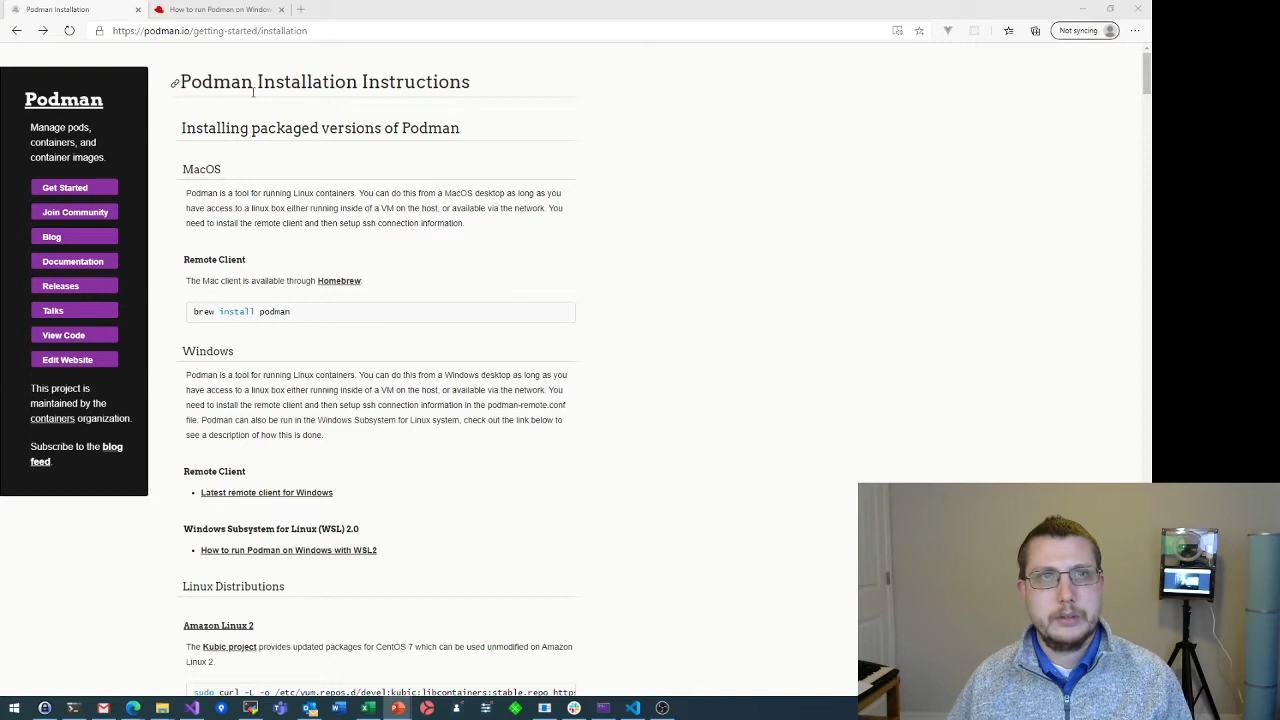 Podman Installation
How to run Podman on Window
https://podman.io/getting-started/installation
Not syncing
Podman
Manage pods,
containers, and
container images.
Get Started
Join Community
Blog
Documentation
Releases
Talks
View Code
Edit Website
This project is
maintained by the
containers organization.
Subscribe to the blog
feed.
Podman Installation Instructions
Installing packaged versions of Podman
MacOS
Podman is a tool for running Linux containers. You can do this from a MacOS desktop as long as you
have access to a linux box either running inside of a VM on the host, or available via the network. You
need to install the remote client and then setup ssh connection information.
Remote Client
The Mac client is available through Homebrew:
brew install podman
Windows
Podman is a tool for running Linux containers. You can do this from a Windows desktop as long as you
have access to a linux box either running inside of a VM on the host, or available via the network. You
need to install the remote client and then setup ssh connection information in the podman-remote.conf
file. Podman can also be run in the Windows Subsystem for Linux system, check out the link below to
see a description of how this is done.
Remote Client
Latest remote client for Windows
Windows Subsystem for Linux (WSL) 2.0
How to run Podman on Windows with WSL2
Linux Distributions
Amazon Linux 2
The Kubic project provides updated packages for CentOS 7 which can be used unmodified on Amazon
Linux 2.
sudo curl -L -o /etc/yum.repos.d/devel:kubic:libcontainers:stable.repo https